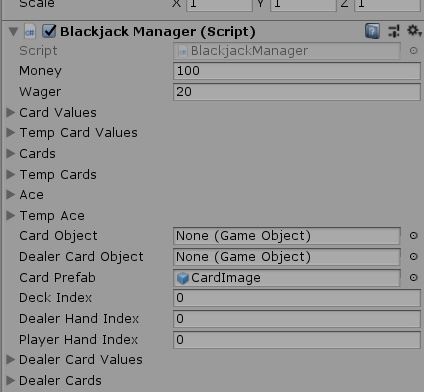 Scale X 1 Y 1 Z 1
Blackjack Manager (Script)
Script BlackjackManager
Money 100
Wager 20
Card Values
Temp Card Values
Cards
Temp Cards
Ace
Temp Ace
Card Object None (Game Object)
Dealer Card Object None (Game Object)
Card Prefab CardImage
Deck Index 0
Dealer Hand Index 0
Player Hand Index 0
Dealer Card Values
Dealer Cards